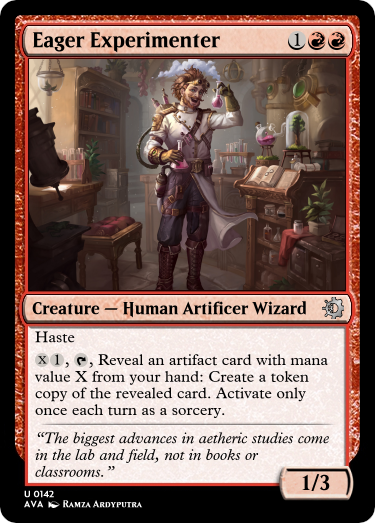 Eager Experimenter 1
Creature — Human Artificer Wizard
Haste
X 1, T, Reveal an artifact card with mana
value X from your hand: Create a token
copy of the revealed card. Activate only
once each turn as a sorcery.
“The biggest advances in aetheric studies come
in the lab and field, not in books or
classrooms.”
1/3
U 0142
AVA Ramza Ardyputra